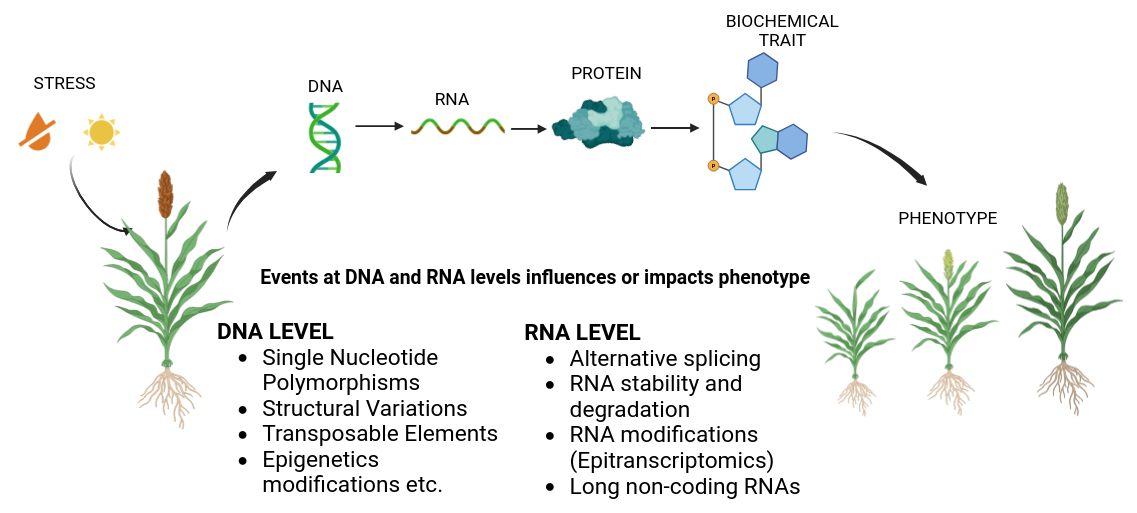 BIOCHEMICAL
TRAIT
STRESS
DNA
RNA
PROTEIN
P
P
PHENOTYPE
Events at DNA and RNA levels influences or impacts phenotype
DNA LEVEL
• Single Nucleotide
Polymorphisms
• Structural Variations
• Transposable Elements
• Epigenetics
modifications etc.
RNA LEVEL
• Alternative splicing
• RNA stability and
degradation
• RNA modifications
(Epitranscriptomics)
• Long non-coding RNAs